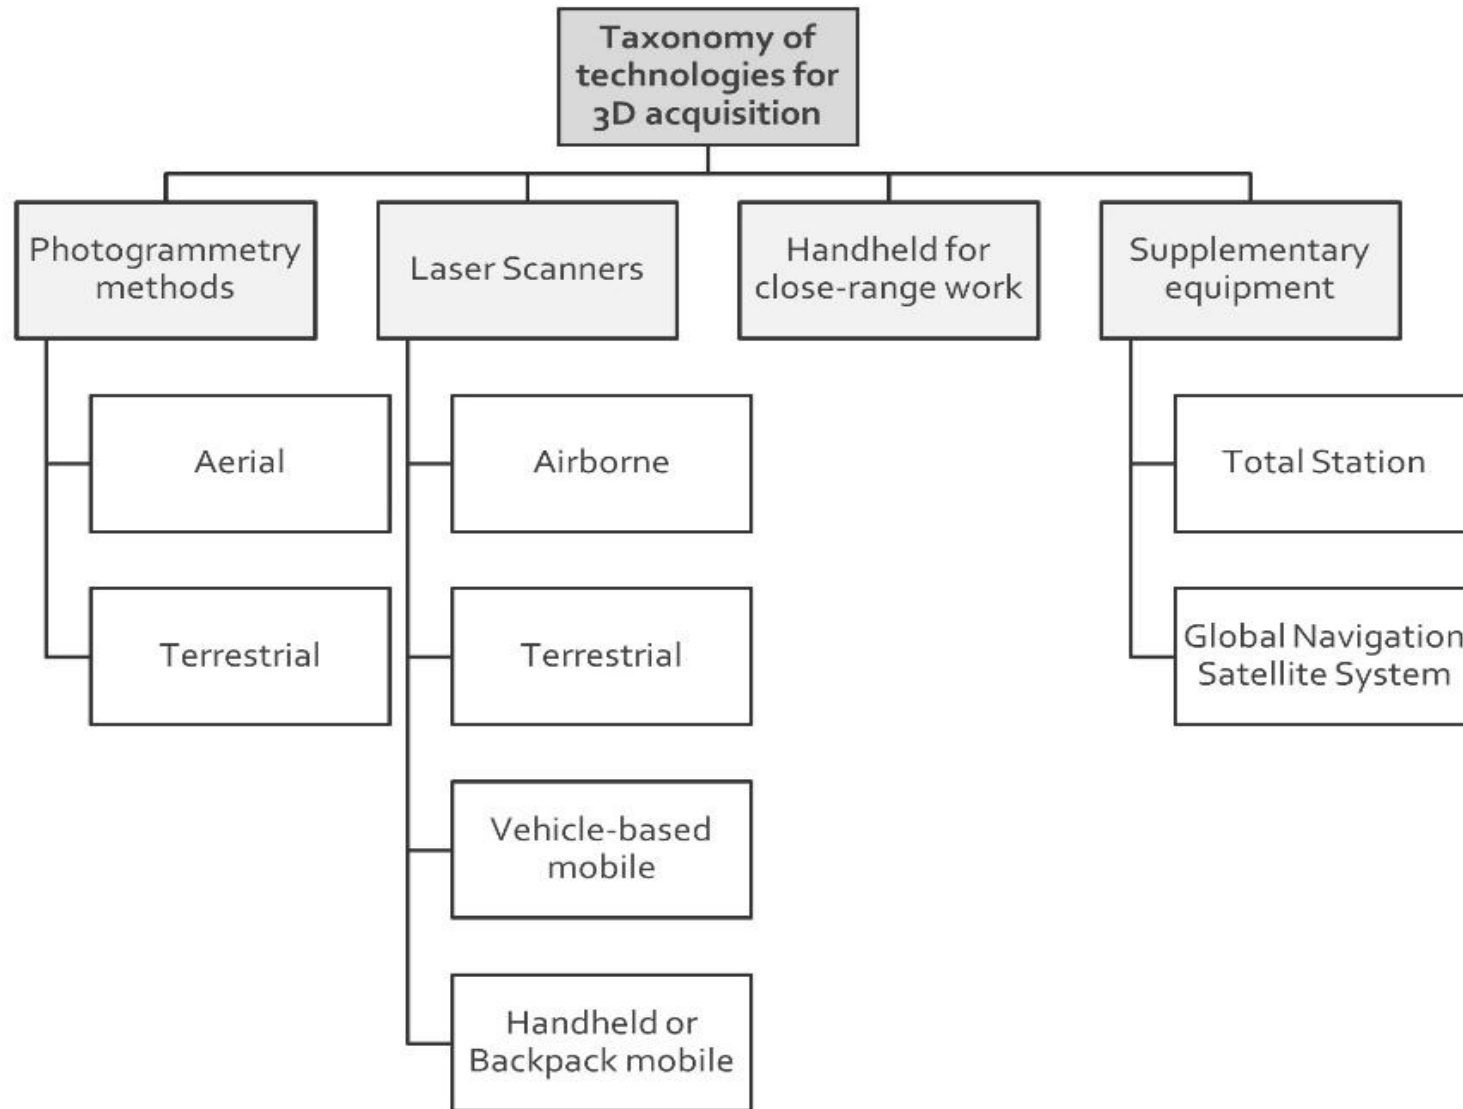 Taxonomy of
technologies for
3D acquisition
Photogrammetry
methods
Laser Scanners
Handheld for
close-range work
Supplementary
equipment
Aerial
Airborne
Total Station
Terrestrial
Terrestrial
Global Navigation
Satellite System
Vehicle-based
mobile
Handheld or
Backpack mobile